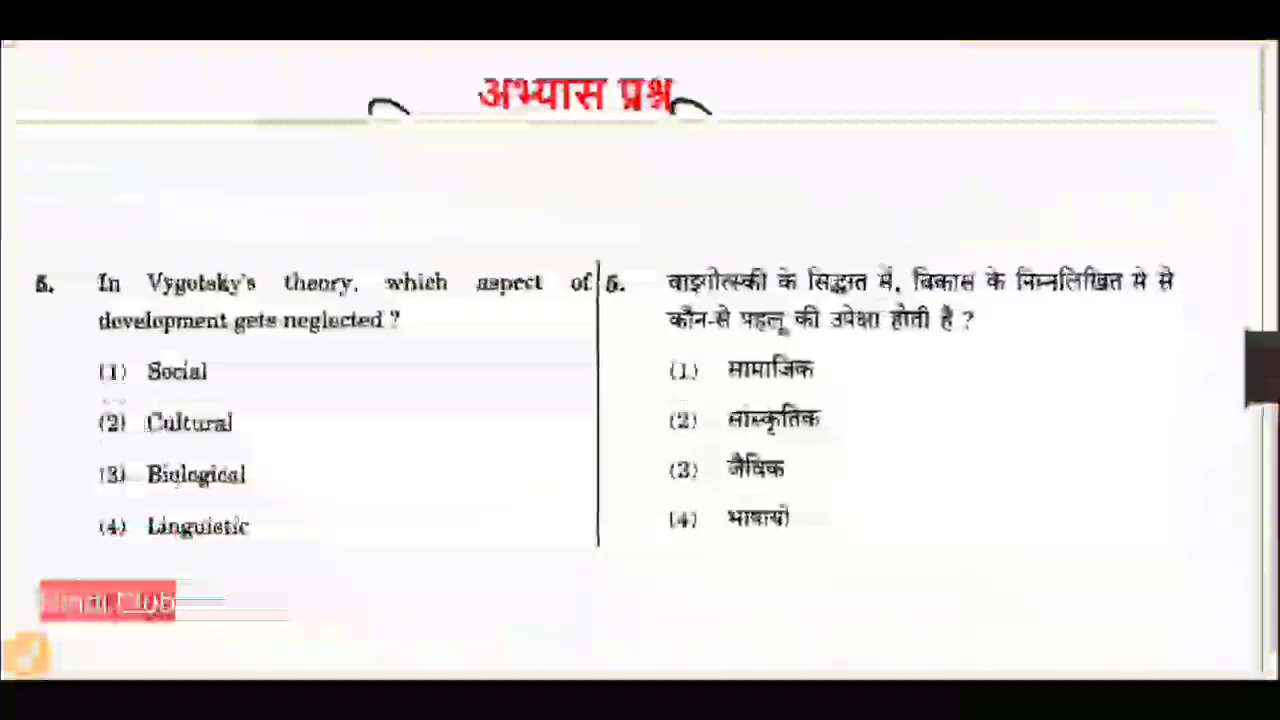 अभ्यास प्रश्न
5. In Vygotsky's theory, which aspect of
development gets neglected ?
(1) Social
(2) Cultural
(3) Biological
(4) Linguistic
5. वाइगोत्स्की के सिद्धांत में, विकास के निम्नलिखित में से
कौन-से पहलू की उपेक्षा होती है ?
(1) सामाजिक
(2) सांस्कृतिक
(3) जैविक
(4) भाषायी
Hindi Club